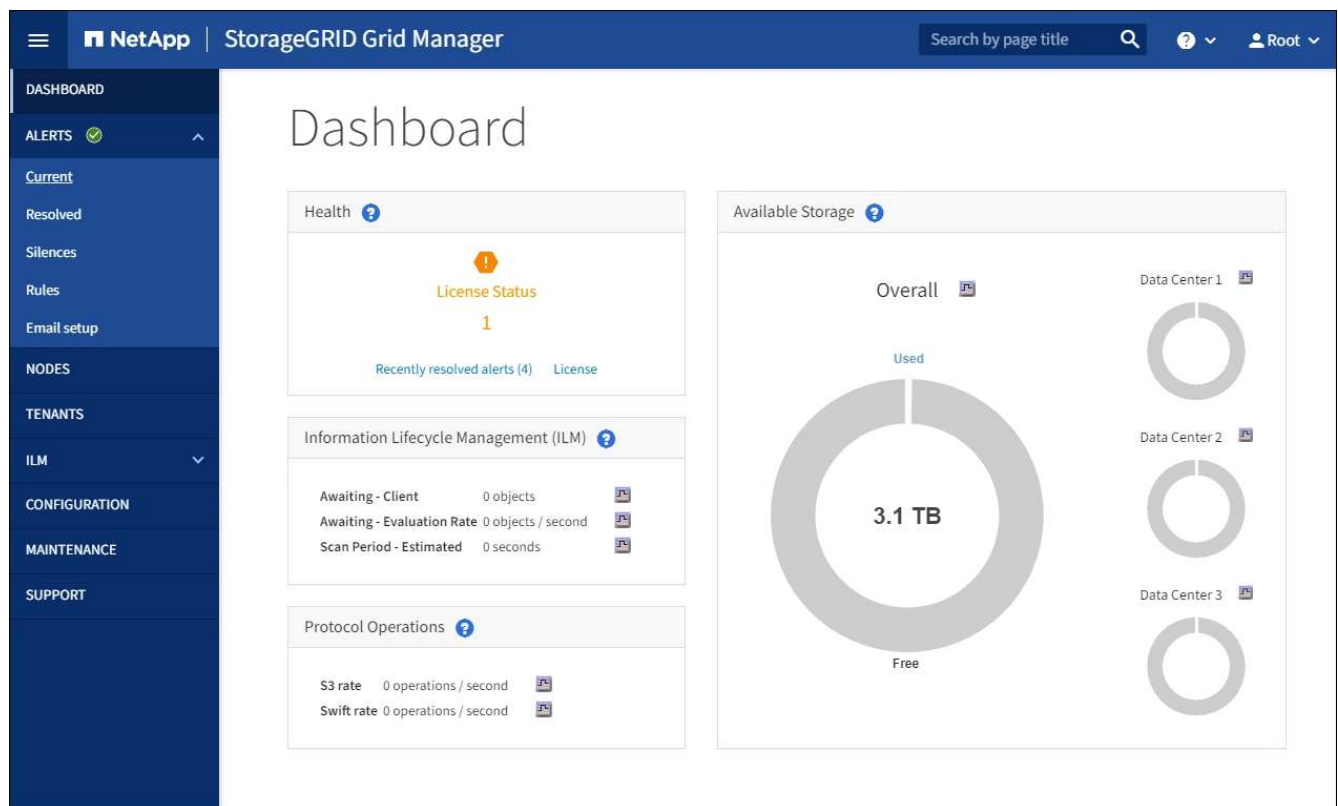 NetApp | StorageGRID Grid Manager
Search by page title
Root
DASHBOARD
ALERTS
Current
Resolved
Silences
Rules
Email setup
NODES
TENANTS
ILM
CONFIGURATION
MAINTENANCE
SUPPORT
Dashboard
Health
License Status
1
Recently resolved alerts (4) License
Information Lifecycle Management (ILM)
Awaiting - Client 0 objects
Awaiting - Evaluation Rate 0 objects / second
Scan Period - Estimated 0 seconds
Protocol Operations
S3 rate 0 operations / second
Swift rate 0 operations / second
Available Storage
Overall
Used
3.1 TB
Free
Data Center 1
Data Center 2
Data Center 3